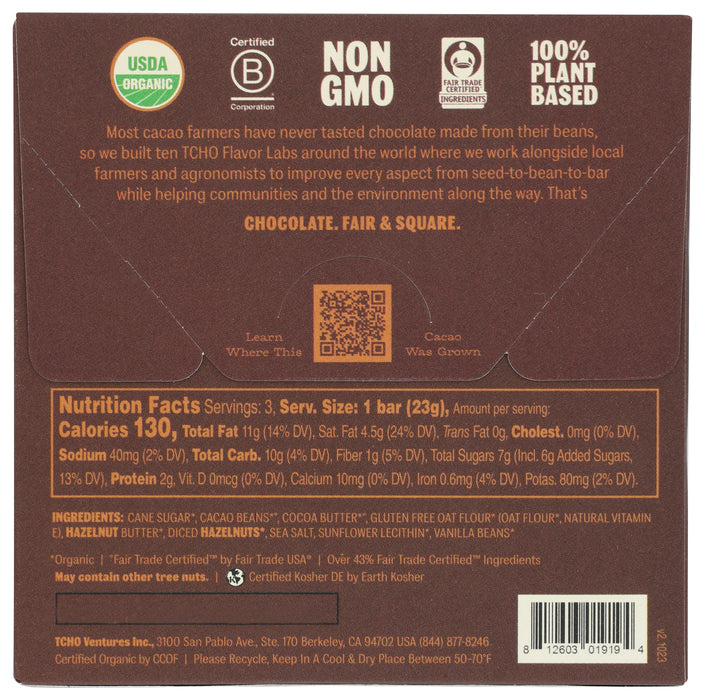 USDA
ORGANIC
Certified
B
Corporation
NON
GMO
FAIR TRADE
CERTIFIED
INGREDIENTS
100%
PLANT
BASED
Most cacao farmers have never tasted chocolate made from their beans,
so we built ten TCHO Flavor Labs around the world where we work alongside local
farmers and agronomists to improve every aspect from seed-to-bean-to-bar
while helping communities and the environment along the way. That's
CHOCOLATE. FAIR & SQUARE.
Learn
Where This
Cacao
Was Grown
Nutrition Facts Servings: 3, Serv. Size: 1 bar (23g), Amount per serving:
Calories 130, Total Fat 11g (14% DV), Sat. Fat 4.5g (24% DV), Trans Fat 0g, Cholest. 0mg (0% DV),
Sodium 40mg (2% DV), Total Carb. 10g (4% DV), Fiber 1g (5% DV), Total Sugars 7g (Incl. 6g Added Sugars,
13% DV), Protein 2g, Vit. D 0mcg (0% DV), Calcium 10mg (0% DV), Iron 0.6mg (4% DV), Potas. 80mg (2% DV).
INGREDIENTS: CANE SUGAR*, CACAO BEANS*^, COCOA BUTTER*^, GLUTEN FREE OAT FLOUR* (OAT FLOUR*, NATURAL VITAMIN
E), HAZELNUT BUTTER*, DICED HAZELNUTS*, SEA SALT, SUNFLOWER LECITHIN*, VANILLA BEANS*
*Organic | ^Fair Trade Certified™ by Fair Trade USA® | Over 43% Fair Trade Certified™ Ingredients
May contain other tree nuts. | Certified Kosher DE by Earth Kosher
TCHO Ventures Inc., 3100 San Pablo Ave., Ste. 170 Berkeley, CA 94702 USA (844) 877-8246
Certified Organic by CCOF | Please Recycle, Keep In A Cool & Dry Place Between 50-70°F
8 12603 01919 4
v2.1023